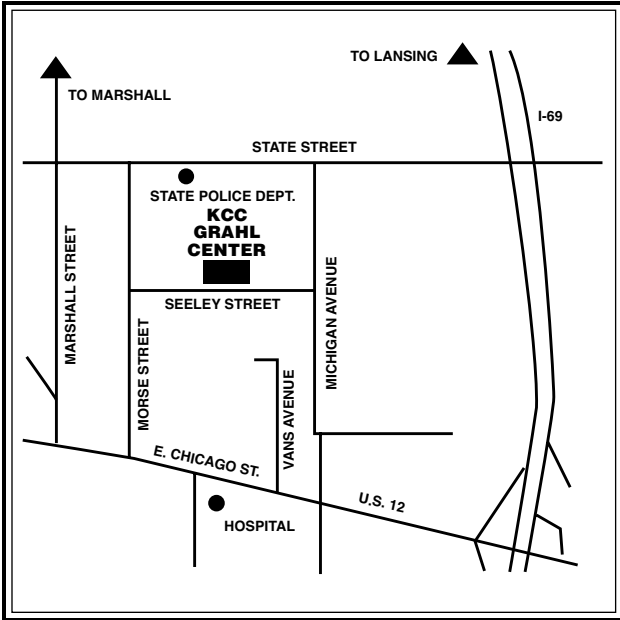 TO LANSING
TO MARSHALL
I-69
STATE STREET
STATE POLICE DEPT.
KCC
GRAHL
CENTER
SEELEY STREET
MARSHALL STREET
MORSE STREET
MICHIGAN AVENUE
VANS AVENUE
E. CHICAGO ST.
U.S. 12
HOSPITAL